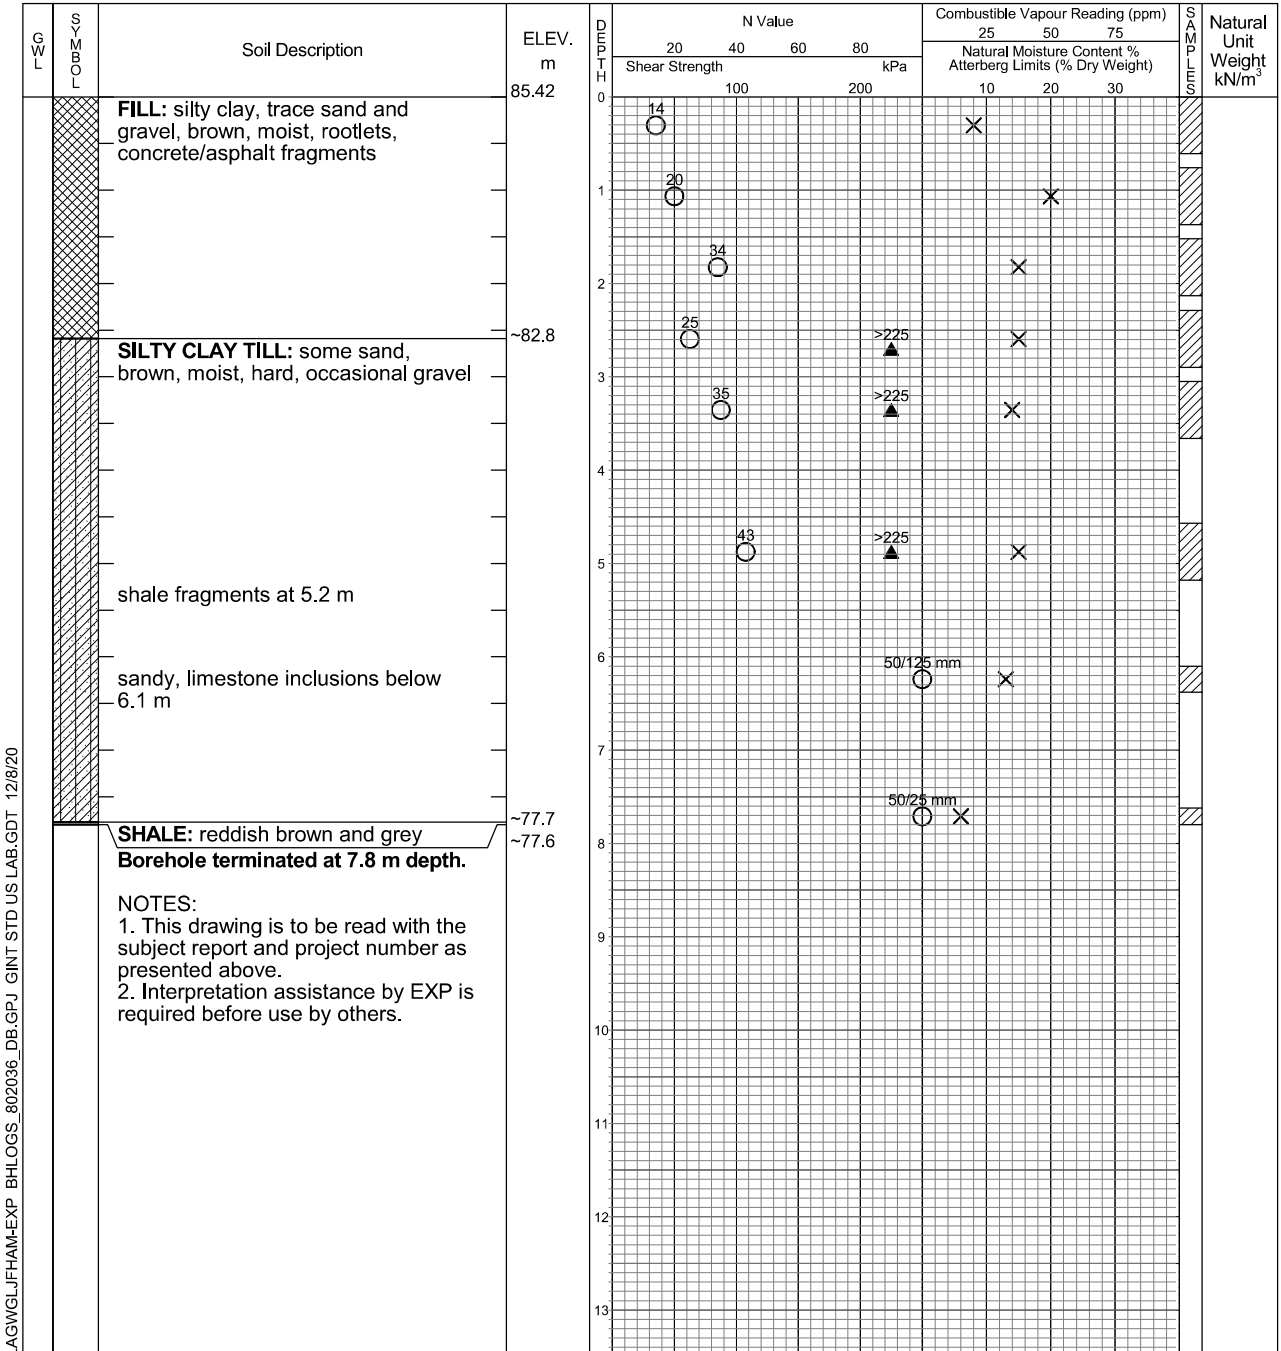 GWL
SYMBOL
Soil Description
ELEV.
m
DEPTH
N Value
20 40 60 80
Shear Strength kPa
100 200
Combustible Vapour Reading (ppm)
25 50 75
Natural Moisture Content %
Atterberg Limits (% Dry Weight)
10 20 30
SAMPLES
Natural
Unit
Weight
kN/m³
85.42
0
FILL: silty clay, trace sand and
gravel, brown, moist, rootlets,
concrete/asphalt fragments
14
1
20
34
2
~82.8
25
>225
SILTY CLAY TILL: some sand,
brown, moist, hard, occasional gravel
3
35
>225
4
43
>225
5
shale fragments at 5.2 m
6
50/125 mm
sandy, limestone inclusions below
6.1 m
7
50/25 mm
~77.7
SHALE: reddish brown and grey
~77.6
8
Borehole terminated at 7.8 m depth.
NOTES:
1. This drawing is to be read with the
subject report and project number as
presented above.
2. Interpretation assistance by EXP is
required before use by others.
9
10
11
12
13
AGWGLJFHAM-EXP BHLOGS_802036_DB.GPJ GINT STD US LAB.GDT 12/8/20